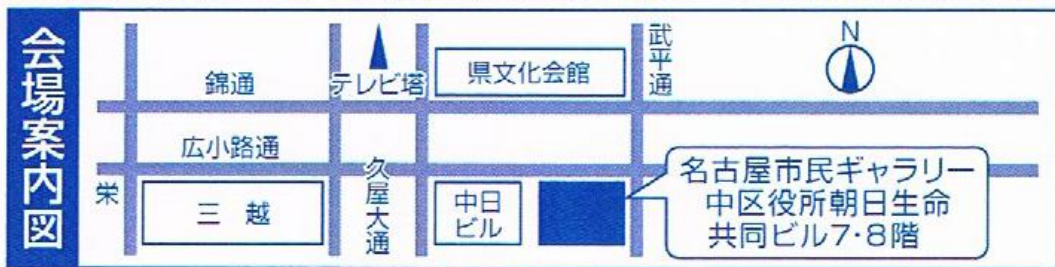 会場案内図
N
錦通
テレビ塔
県文化会館
武平通
広小路通
栄
三越
久屋大通
中日
ビル
名古屋市民ギャラリー
中区役所朝日生命
共同ビル7・8階